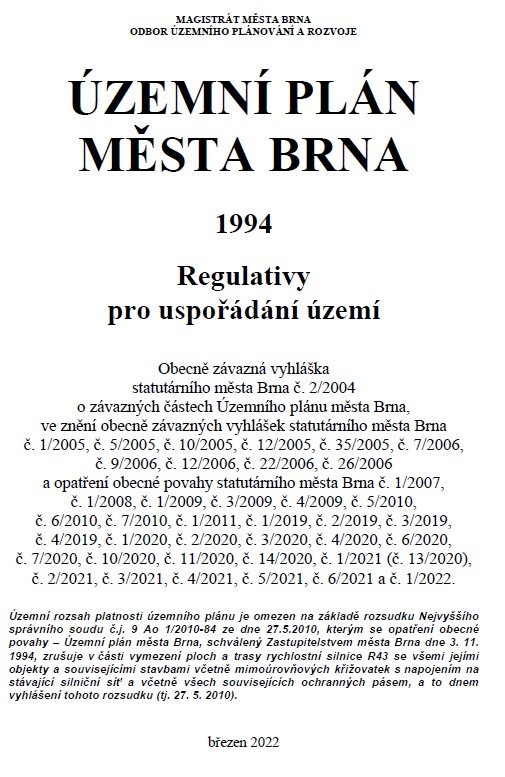 MAGISTRÁT MĚSTA BRNA
ODBOR ÚZEMNÍHO PLÁNOVÁNÍ A ROZVOJE
ÚZEMNÍ PLÁN
MĚSTA BRNA
1994
Regulativy
pro uspořádání území
Obecně závazná vyhláška
statutárního města Brna č. 2/2004
o závazných částech Územního plánu města Brna,
ve znění obecně závazných vyhlášek statutárního města Brna
č. 1/2005, č. 5/2005, č. 10/2005, č. 12/2005, č. 35/2005, č. 7/2006,
č. 9/2006, č. 12/2006, č. 22/2006, č. 26/2006
a opatření obecné povahy statutárního města Brna č. 1/2007,
č. 1/2008, č. 1/2009, č. 3/2009, č. 4/2009, č. 5/2010,
č. 6/2010, č. 7/2010, č. 1/2011, č. 1/2019, č. 2/2019, č. 3/2019,
č. 4/2019, č. 1/2020, č. 2/2020, č. 3/2020, č. 4/2020, č. 6/2020,
č. 7/2020, č. 10/2020, č. 11/2020, č. 14/2020, č. 1/2021 (č. 13/2020),
č. 2/2021, č. 3/2021, č. 4/2021, č. 5/2021, č. 6/2021 a č. 1/2022.
Územní rozsah platnosti územního plánu je omezen na základě rozsudku Nejvyššího
správního soudu č.j. 9 Ao 1/2010-84 ze dne 27.5.2010, kterým se opatření obecné
povahy – Územní plán města Brna, schválený Zastupitelstvem města Brna dne 3. 11.
1994, zrušuje v části vymezení ploch a trasy rychlostní silnice R43 se všemi jejími
objekty a souvisejícími stavbami včetně mimoúrovňových křižovatek s napojením na
stávající silniční síť a včetně všech souvisejících ochranných pásem, a to dnem
vyhlášení tohoto rozsudku (tj. 27. 5. 2010).
březen 2022